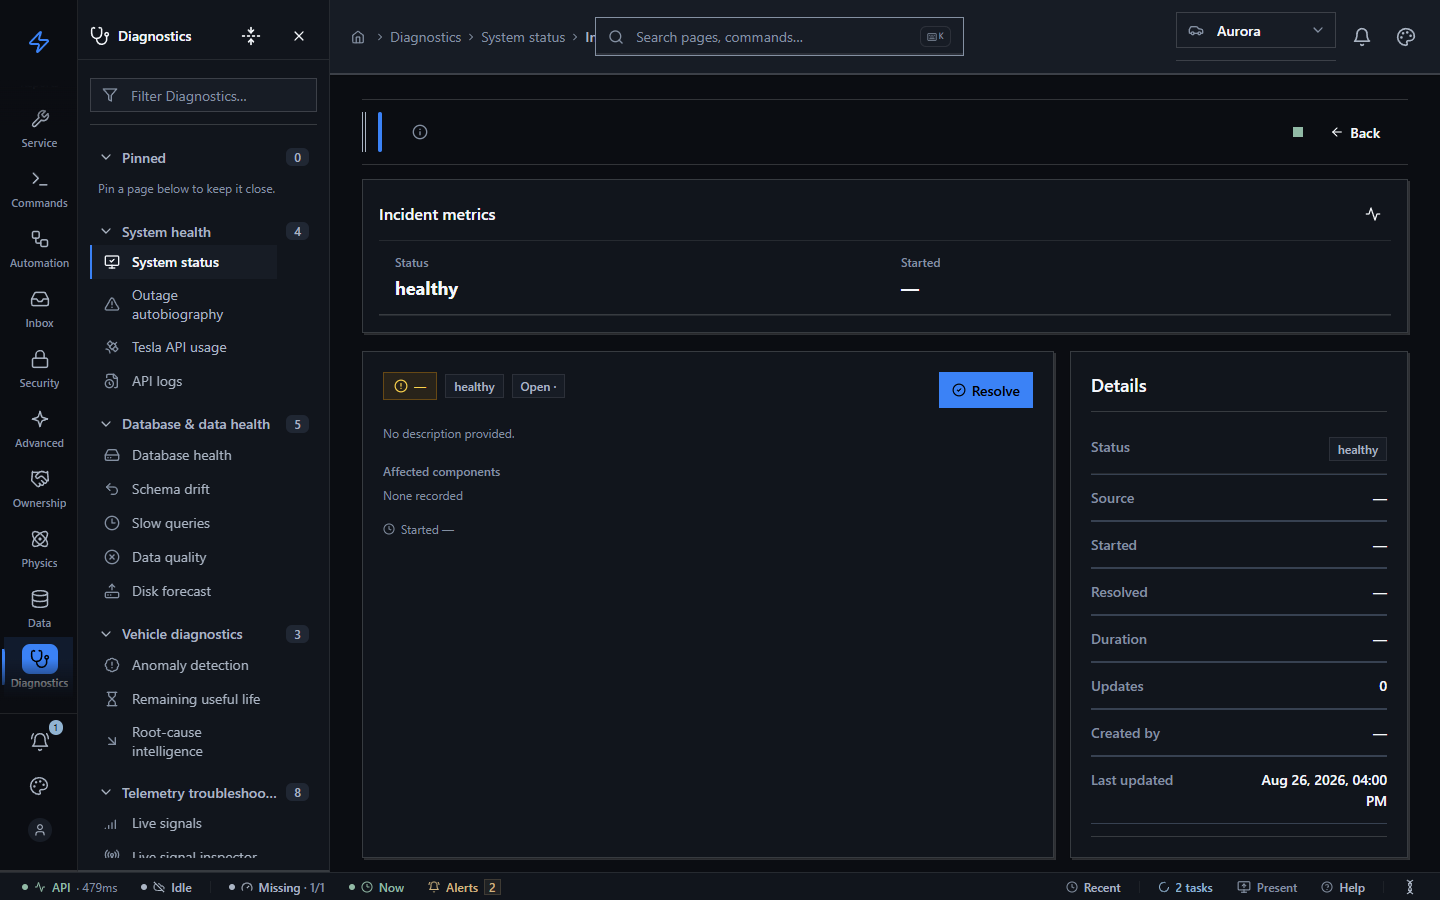 Service
Commands
Automation
Inbox
Security
Advanced
Ownership
Physics
Data
Diagnostics
1
Diagnostics
Filter Diagnostics...
Pinned 0
Pin a page below to keep it close.
System health 4
System status
Outage
autobiography
Tesla API usage
API logs
Database & data health 5
Database health
Schema drift
Slow queries
Data quality
Disk forecast
Vehicle diagnostics 3
Anomaly detection
Remaining useful life
Root-cause
intelligence
Telemetry troubleshoo... 8
Live signals
Live signal inspector
Diagnostics > System status > In
Search pages, commands... K
Aurora
Back
Incident metrics
Status
healthy
Started
—
— healthy Open ·
Resolve
No description provided.
Affected components
None recorded
Started —
Details
Status healthy
Source —
Started —
Resolved —
Duration —
Updates 0
Created by —
Last updated Aug 26, 2026, 04:00
PM
API · 479ms
Idle
Missing · 1/1
Now
Alerts 2
Recent
2 tasks
Present
Help